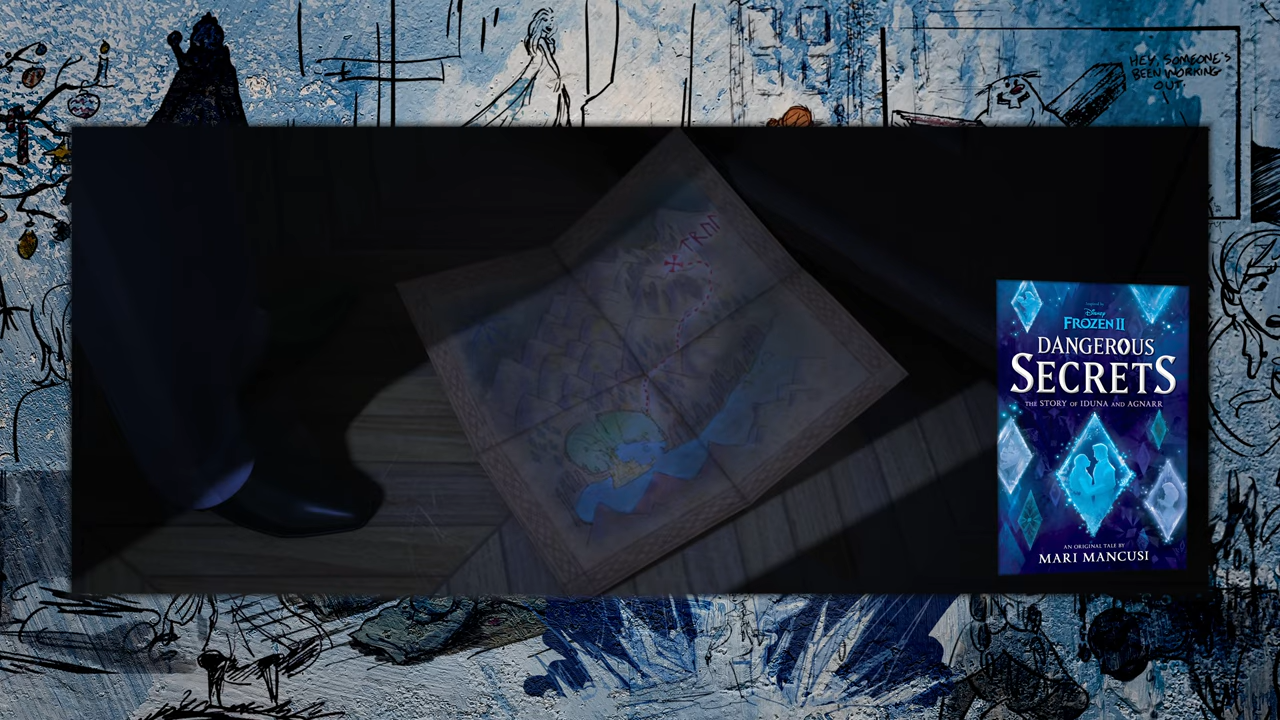 HEY, SOMEONE'S
BEEN WORKING
OUT.
Disney
FROZEN II
DANGEROUS
SECRETS
THE STORY OF IDUNA AND AGNARR
AN ORIGINAL TALE BY
MARI MANCUSI